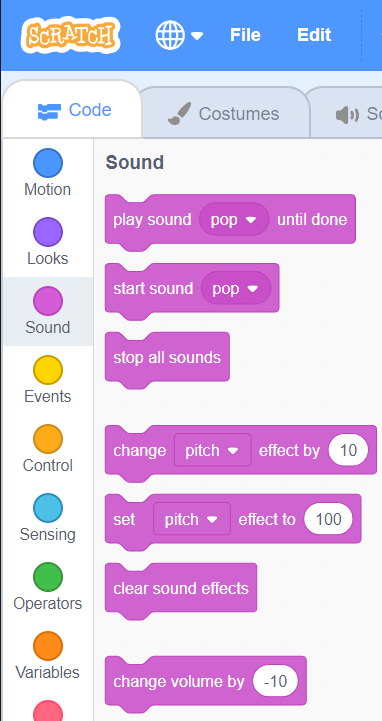 SCRATCH File Edit
Code Costumes
Sound
Motion
Looks
Sound
Events
Control
Sensing
Operators
Variables
play sound pop until done
start sound pop
stop all sounds
change pitch effect by 10
set pitch effect to 100
clear sound effects
change volume by -10